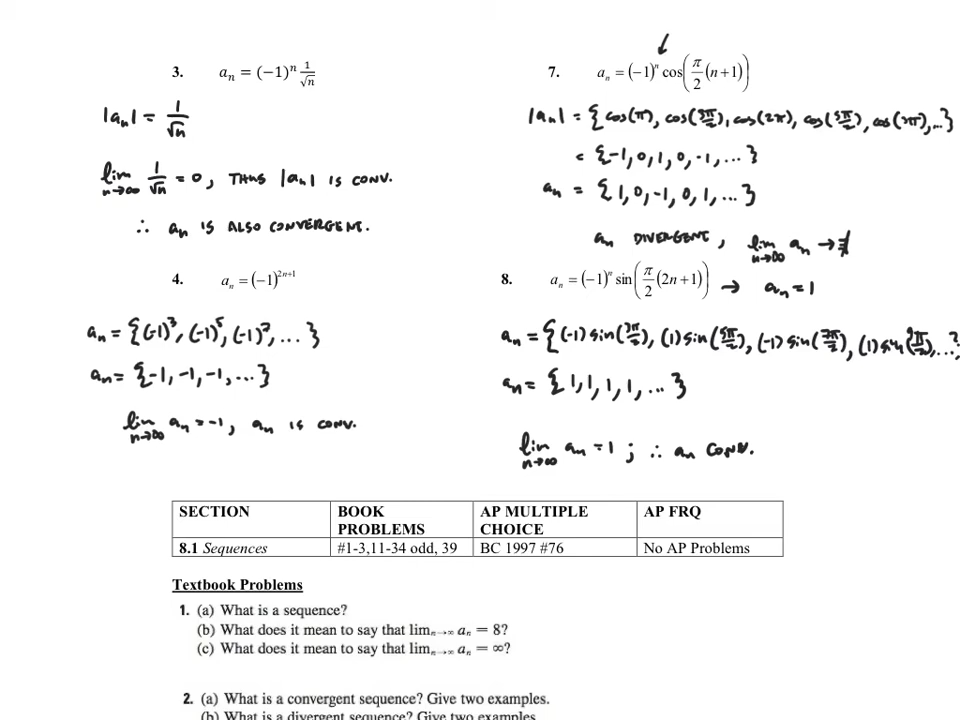 3. aₙ = (−1)ⁿ 1/√n
|aₙ| = 1/√n
lim n→∞ 1/√n = 0, THUS |aₙ| IS CONV.
∴ aₙ IS ALSO CONVERGENT.
4. aₙ = (−1)²ⁿ⁺¹
aₙ = {(-1)³, (-1)⁵, (-1)⁷, ...}
aₙ = {-1, -1, -1, ...}
lim n→∞ aₙ = -1, aₙ IS CONV.
7. aₙ = (−1)ⁿ cos(π/2 (n+1))
|aₙ| = {cos(π), cos(3π/2), cos(2π), cos(5π/2), cos(3π), ...}
= {-1, 0, 1, 0, -1, ...}
aₙ = {1, 0, -1, 0, 1, ...}
aₙ DIVERGENT, lim n→∞ aₙ → ∄
8. aₙ = (−1)ⁿ sin(π/2 (2n+1)) → aₙ = 1
aₙ = {(-1) sin(3π/2), (1) sin(5π/2), (-1) sin(7π/2), (1) sin(9π/2), ...}
aₙ = {1, 1, 1, 1, ...}
lim n→∞ aₙ = 1; ∴ aₙ CONV.
SECTION BOOK PROBLEMS AP MULTIPLE CHOICE AP FRQ
8.1 Sequences #1-3,11-34 odd, 39 BC 1997 #76 No AP Problems
Textbook Problems
1. (a) What is a sequence?
(b) What does it mean to say that limₙ→∞ aₙ = 8?
(c) What does it mean to say that limₙ→∞ aₙ = ∞?
2. (a) What is a convergent sequence? Give two examples.
(b) What is a divergent sequence? Give two examples.